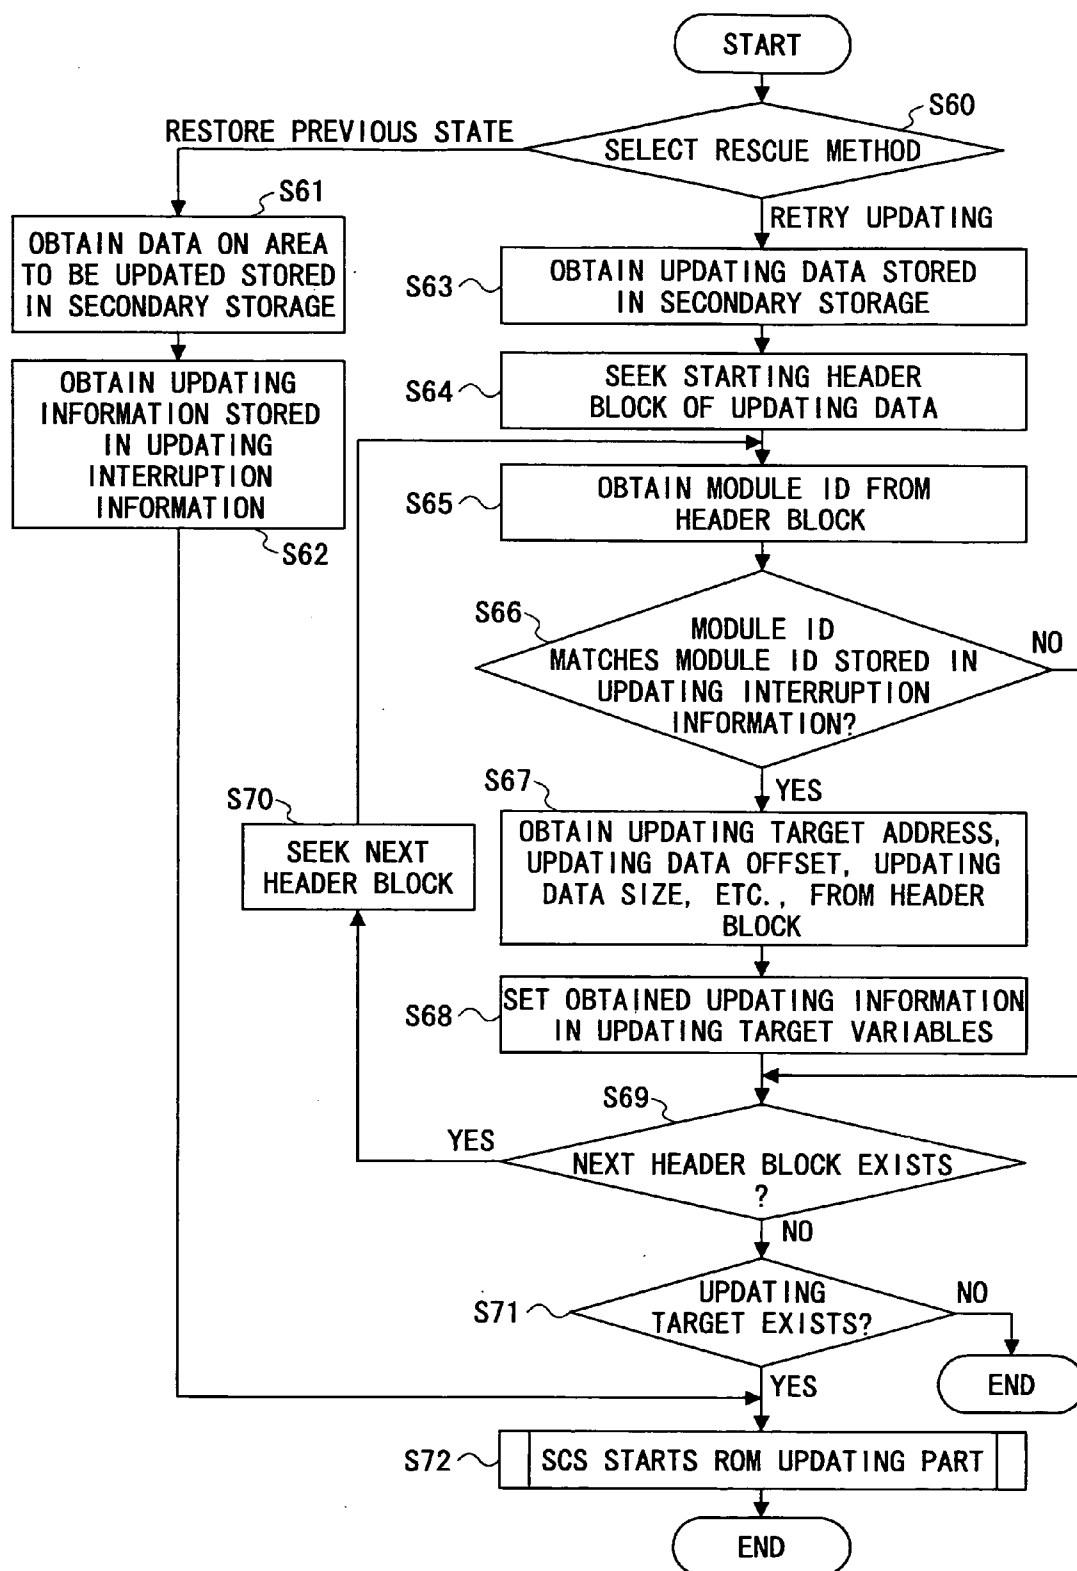 START
S60
RESTORE PREVIOUS STATE
SELECT RESCUE METHOD
S61
RETRY UPDATING
OBTAIN DATA ON AREA
TO BE UPDATED STORED
IN SECONDARY STORAGE
S63
OBTAIN UPDATING DATA STORED
IN SECONDARY STORAGE
OBTAIN UPDATING
INFORMATION STORED
IN UPDATING
INTERRUPTION
INFORMATION
S62
S64
SEEK STARTING HEADER
BLOCK OF UPDATING DATA
S65
OBTAIN MODULE ID FROM
HEADER BLOCK
S66
MODULE ID
MATCHES MODULE ID STORED IN
UPDATING INTERRUPTION
INFORMATION?
NO
YES
S67
OBTAIN UPDATING TARGET ADDRESS,
UPDATING DATA OFFSET, UPDATING
DATA SIZE, ETC., FROM HEADER
BLOCK
S70
SEEK NEXT
HEADER BLOCK
S68
SET OBTAINED UPDATING INFORMATION
IN UPDATING TARGET VARIABLES
S69
YES
NEXT HEADER BLOCK EXISTS
?
NO
S71
UPDATING
TARGET EXISTS?
NO
END
YES
S72
SCS STARTS ROM UPDATING PART
END